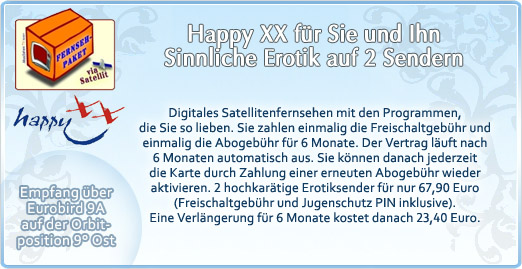 FERNSEH-
PAKET
via
Satellit
happy XX
Happy XX für Sie und Ihn
Sinnliche Erotik auf 2 Sendern
Digitales Satellitenfernsehen mit den Programmen,
die Sie so lieben. Sie zahlen einmalig die Freischaltgebühr und
einmalig die Abogebühr für 6 Monate. Der Vertrag läuft nach
6 Monaten automatisch aus. Sie können danach jederzeit
die Karte durch Zahlung einer erneuten Abogebühr wieder
aktivieren. 2 hochkarätige Erotiksender für nur 67,90 Euro
(Freischaltgebühr und Jugenschutz PIN inklusive).
Eine Verlängerung für 6 Monate kostet danach 23,40 Euro.
Empfang über
Eurobird 9A
auf der Orbit-
position 9° Ost